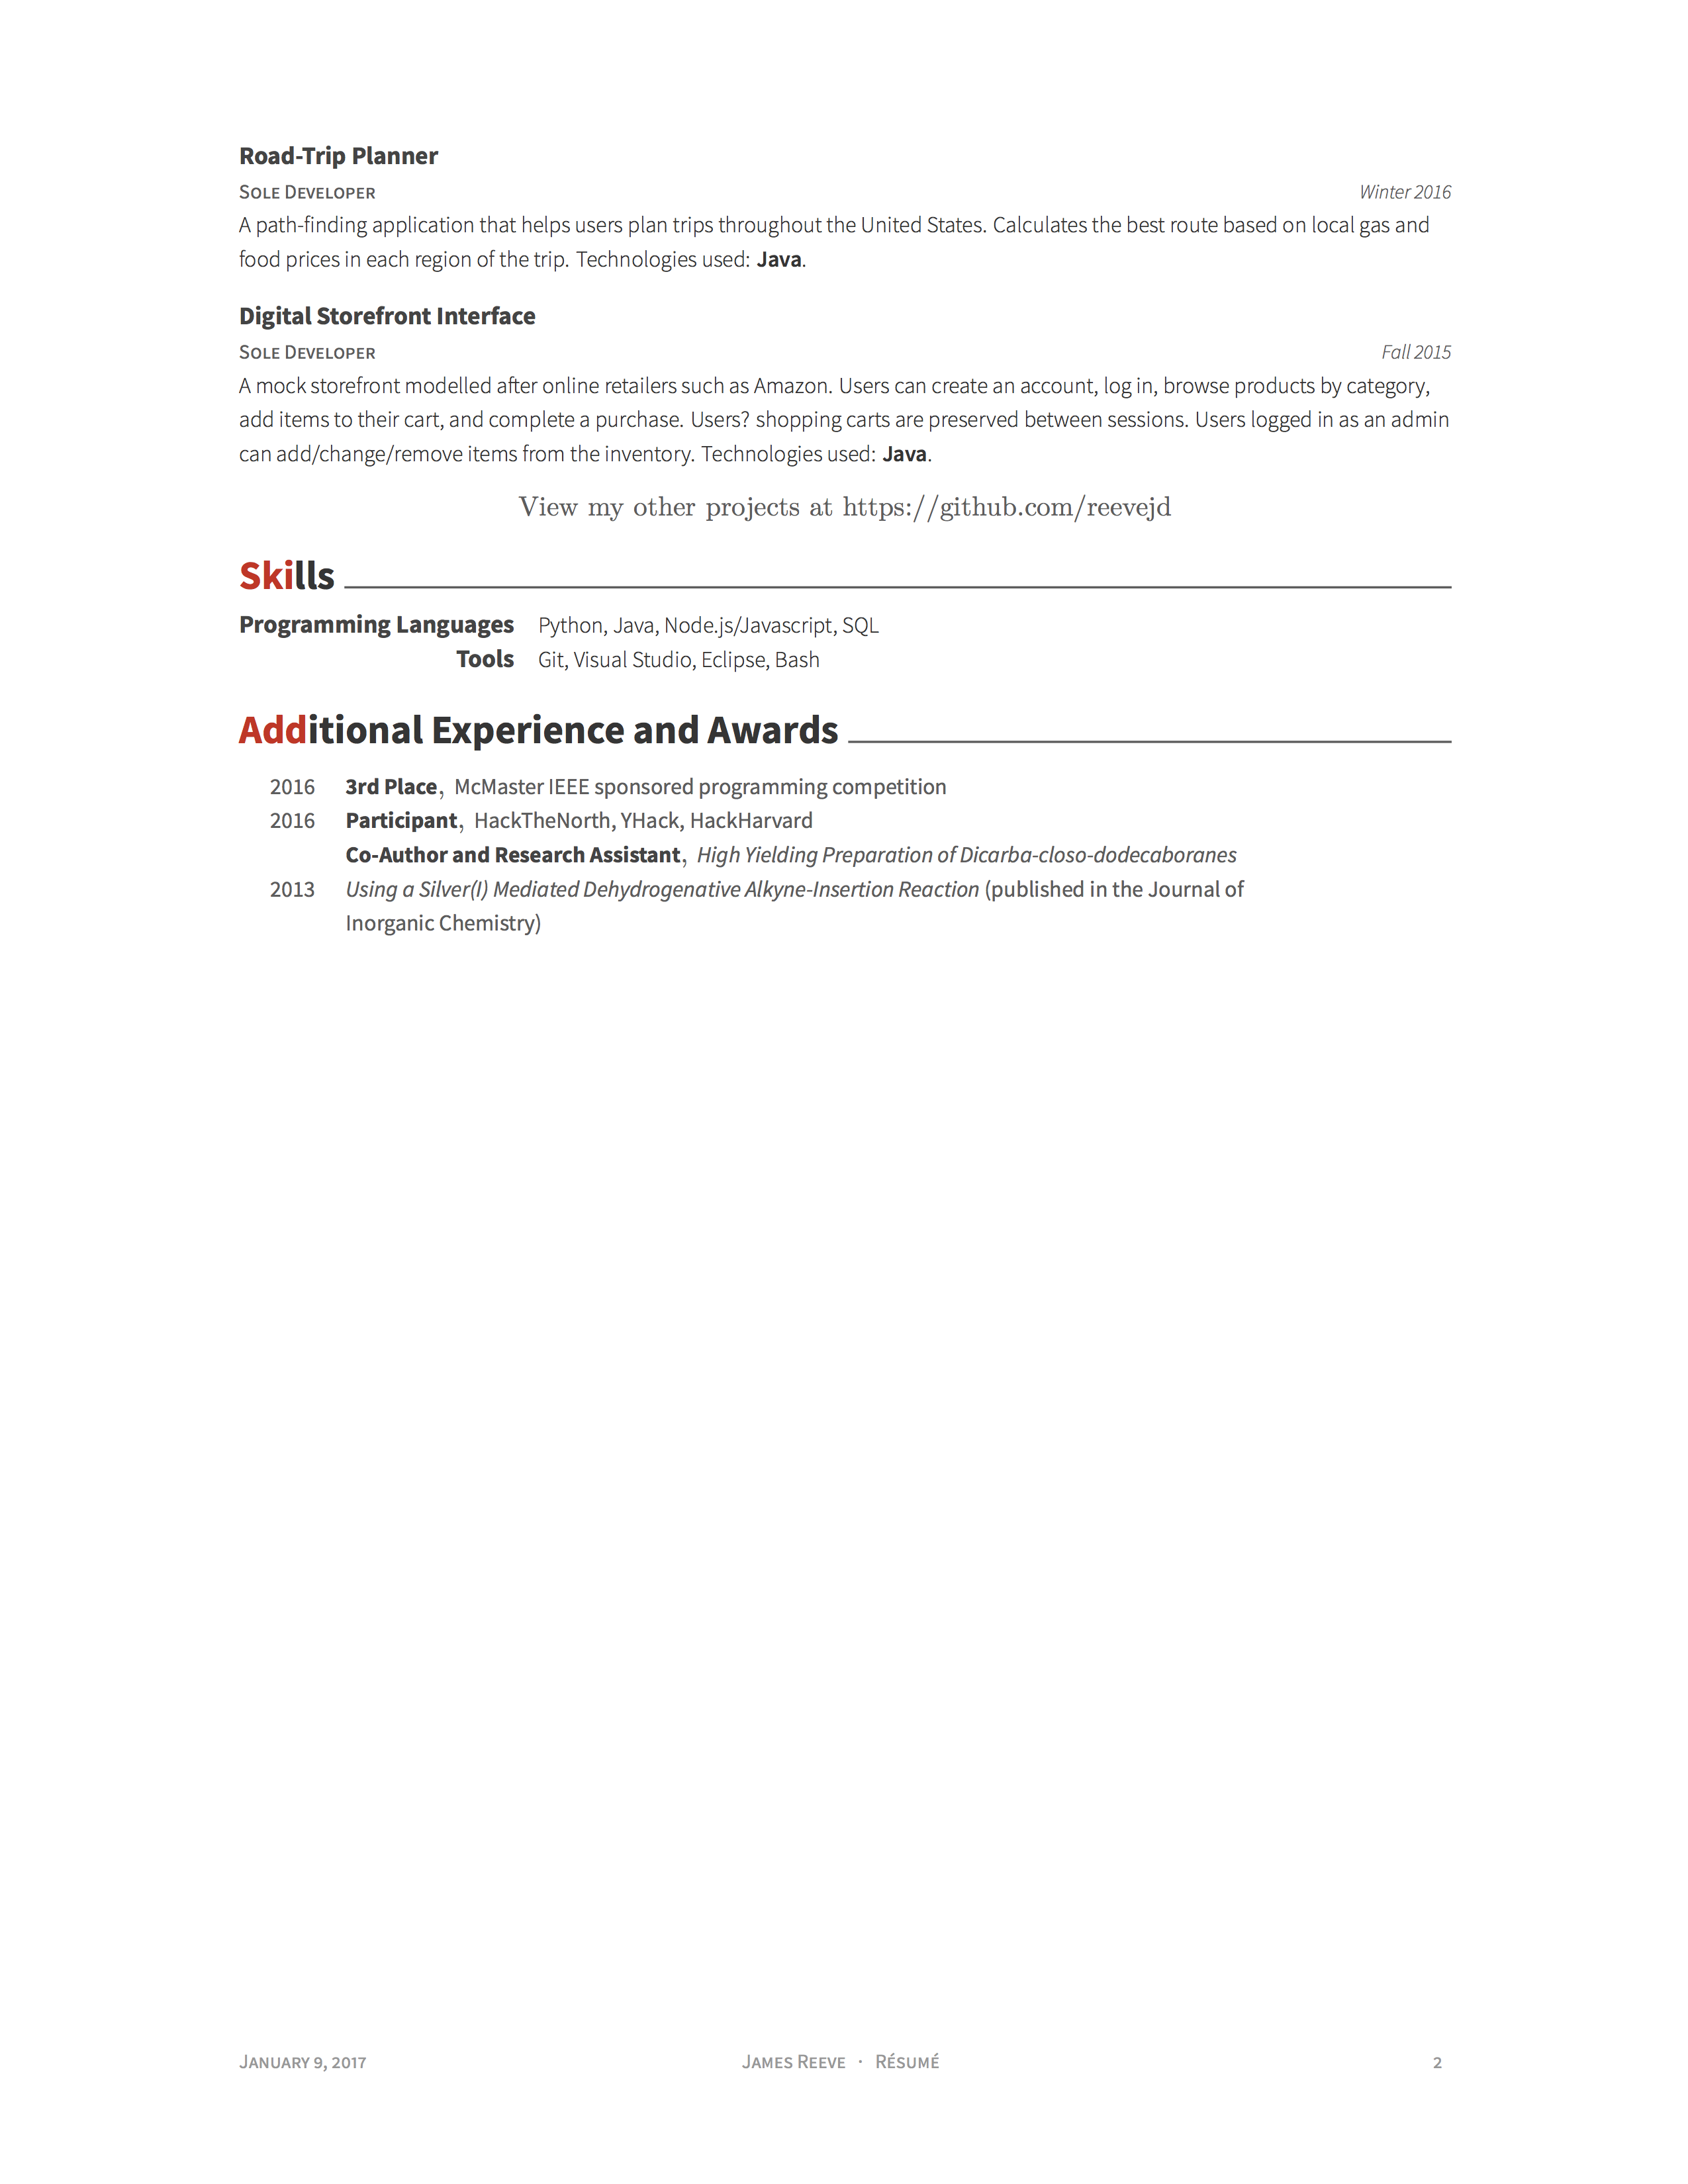 Road-Trip Planner
Sole Developer Winter 2016
A path-finding application that helps users plan trips throughout the United States. Calculates the best route based on local gas and
food prices in each region of the trip. Technologies used: Java.
Digital Storefront Interface
Sole Developer Fall 2015
A mock storefront modelled after online retailers such as Amazon. Users can create an account, log in, browse products by category,
add items to their cart, and complete a purchase. Users? shopping carts are preserved between sessions. Users logged in as an admin
can add/change/remove items from the inventory. Technologies used: Java.
View my other projects at https://github.com/reevejd
Skills
Programming Languages Python, Java, Node.js/Javascript, SQL
Tools Git, Visual Studio, Eclipse, Bash
Additional Experience and Awards
2016 3rd Place, McMaster IEEE sponsored programming competition
2016 Participant, HackTheNorth, YHack, HackHarvard
Co-Author and Research Assistant, High Yielding Preparation of Dicarba-closo-dodecaboranes
2013 Using a Silver(I) Mediated Dehydrogenative Alkyne-Insertion Reaction (published in the Journal of
Inorganic Chemistry)
January 9, 2017 James Reeve · Résumé 2